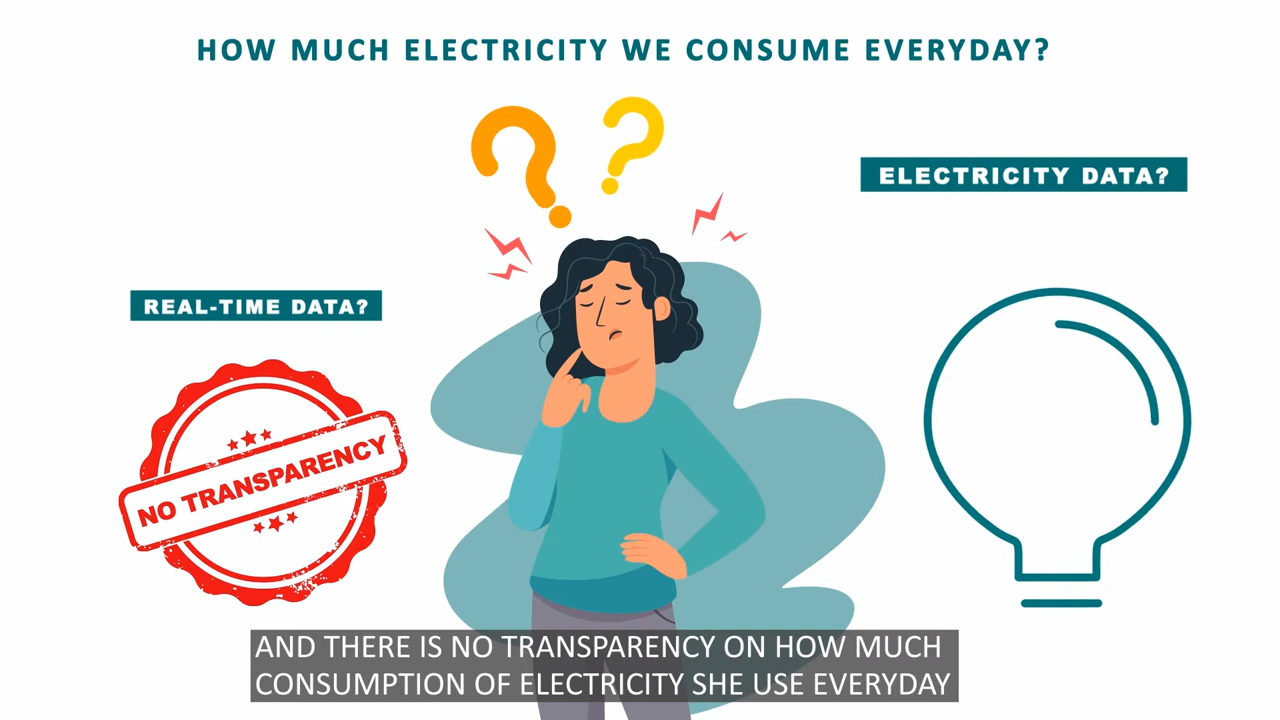 HOW MUCH ELECTRICITY WE CONSUME EVERYDAY?
ELECTRICITY DATA?
REAL-TIME DATA?
NO TRANSPARENCY
AND THERE IS NO TRANSPARENCY ON HOW MUCH
CONSUMPTION OF ELECTRICITY SHE USE EVERYDAY